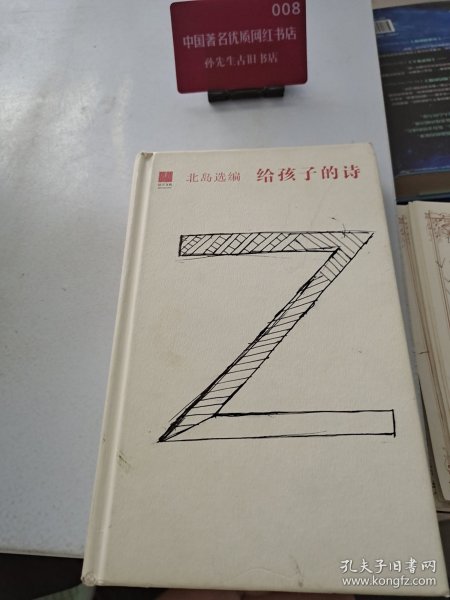 008
中国著名优质网红书店
孙先生古旧书店
北岛选编 给孩子的诗
Z
孔夫子旧书网
www.kongfz.com